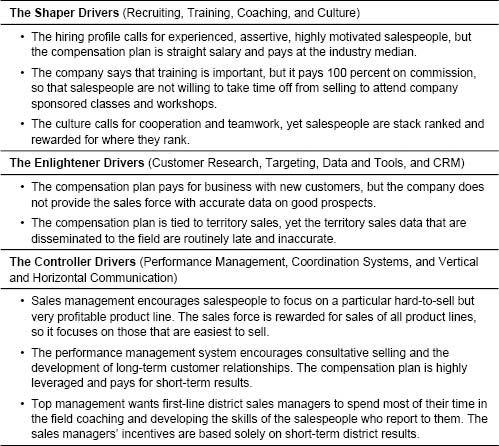 The Shaper Drivers (Recruiting, Training, Coaching, and Culture)
• The hiring profile calls for experienced, assertive, highly motivated salespeople, but
the compensation plan is straight salary and pays at the industry median.
• The company says that training is important, but it pays 100 percent on commission,
so that salespeople are not willing to take time off from selling to attend company
sponsored classes and workshops.
• The culture calls for cooperation and teamwork, yet salespeople are stack ranked and
rewarded for where they rank.
The Enlightener Drivers (Customer Research, Targeting, Data and Tools, and CRM)
• The compensation plan pays for business with new customers, but the company does
not provide the sales force with accurate data on good prospects.
• The compensation plan is tied to territory sales, yet the territory sales data that are
disseminated to the field are routinely late and inaccurate.
The Controller Drivers (Performance Management, Coordination Systems, and Vertical
and Horizontal Communication)
• Sales management encourages salespeople to focus on a particular hard-to-sell but
very profitable product line. The sales force is rewarded for sales of all product lines,
so it focuses on those that are easiest to sell.
• The performance management system encourages consultative selling and the
development of long-term customer relationships. The compensation plan is highly
leveraged and pays for short-term results.
• Top management wants first-line district sales managers to spend most of their time in
the field coaching and developing the skills of the salespeople who report to them. The
sales managers' incentives are based solely on short-term district results.